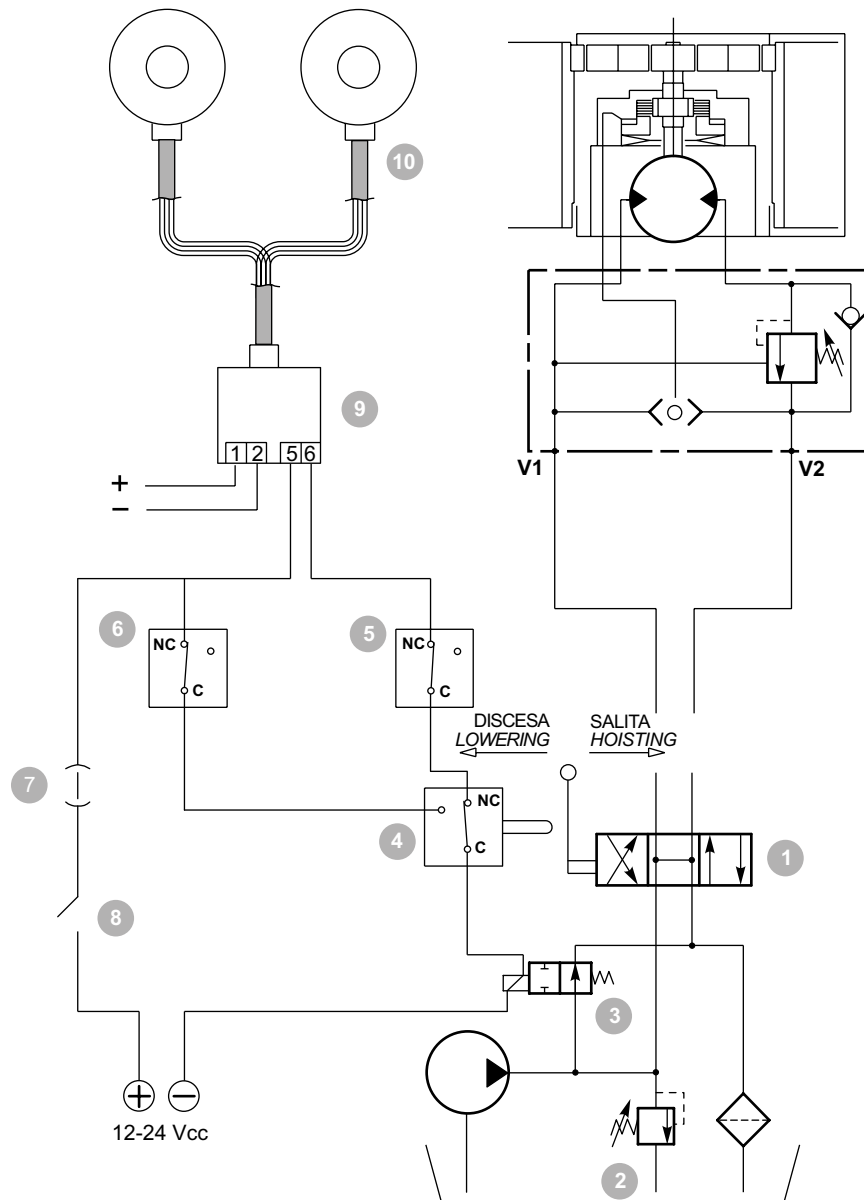 10
9
1 2 5 6
+
−
V1 V2
6
NC
C
5
NC
C
DISCESA
LOWERING
SALITA
HOISTING
7
4
NC
C
1
8
3
+ −
12-24 Vcc
2